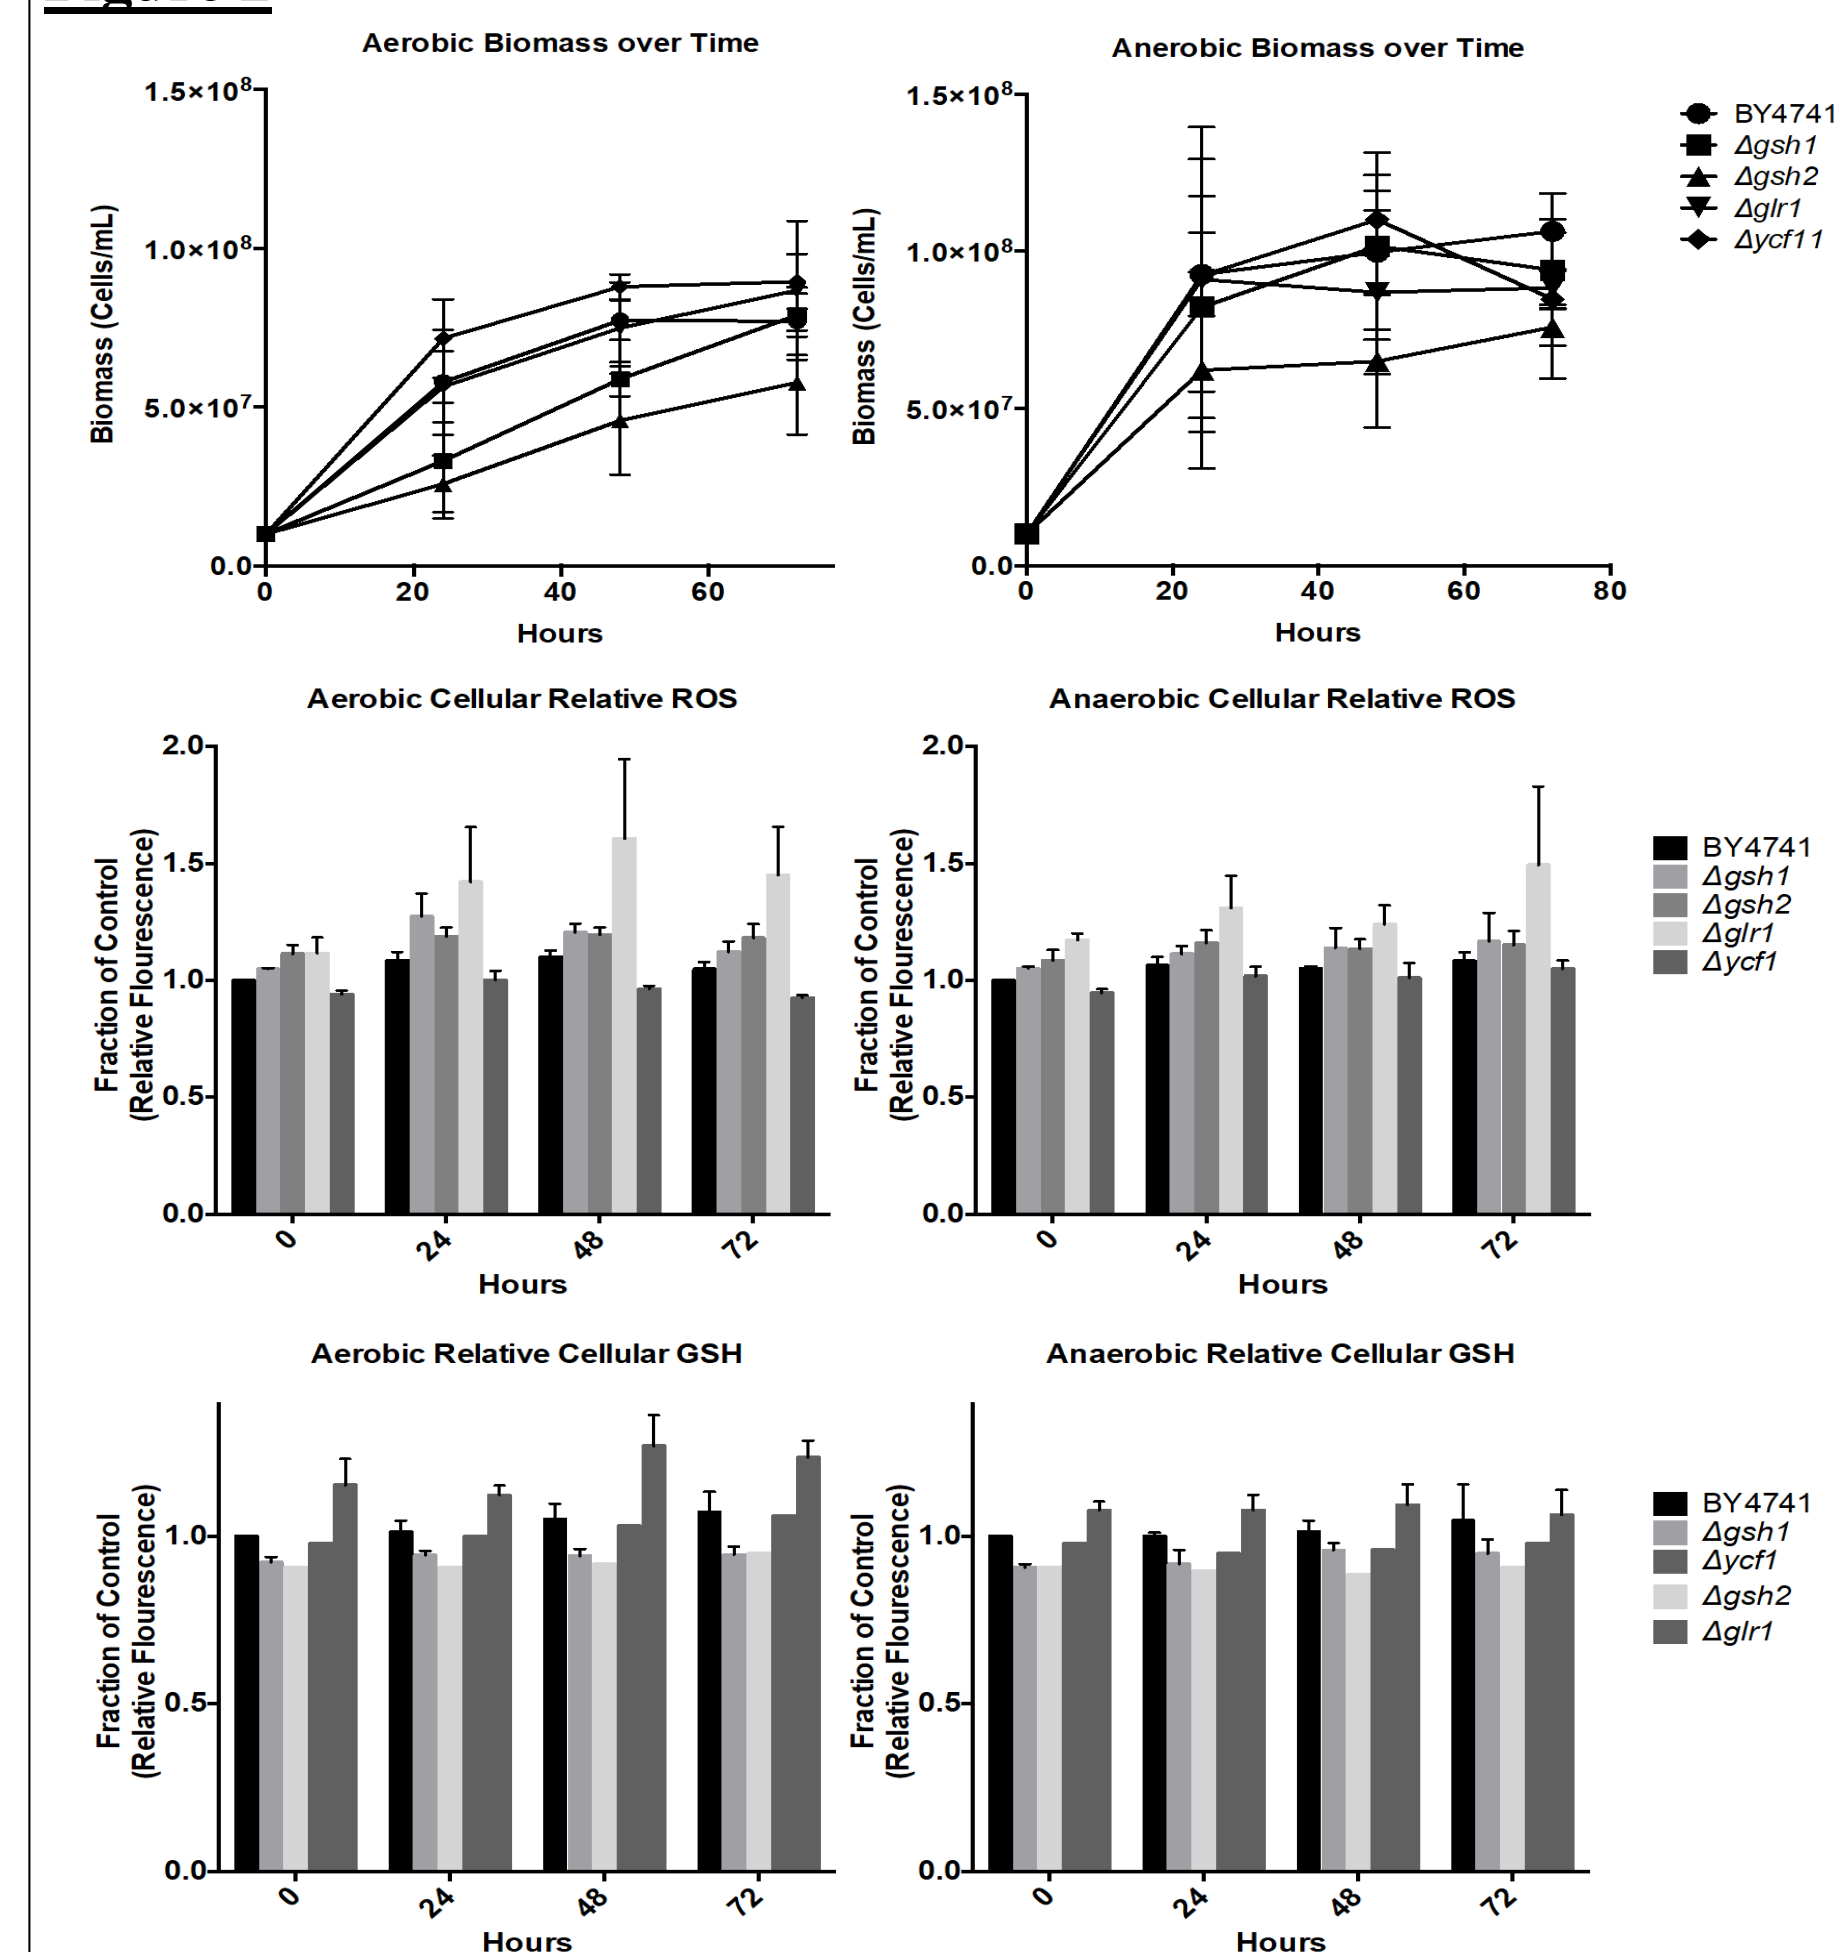 Aerobic Biomass over Time
1.5×10⁸
1.0×10⁸
5.0×10⁷
0.0
Biomass (Cells/mL)
0 20 40 60
Hours
Anerobic Biomass over Time
1.5×10⁸
1.0×10⁸
5.0×10⁷
0.0
Biomass (Cells/mL)
0 20 40 60 80
Hours
BY4741
Δgsh1
Δgsh2
Δglr1
Δycf11
Aerobic Cellular Relative ROS
2.0
1.5
1.0
0.5
0.0
Fraction of Control
(Relative Flourescence)
0 24 48 72
Hours
Anaerobic Cellular Relative ROS
2.0
1.5
1.0
0.5
0.0
Fraction of Control
(Relative Flourescence)
0 24 48 72
Hours
BY4741
Δgsh1
Δgsh2
Δglr1
Δycf1
Aerobic Relative Cellular GSH
1.0
0.5
0.0
Fraction of Control
(Relative Flourescence)
0 24 48 72
Hours
Anaerobic Relative Cellular GSH
1.0
0.5
0.0
Fraction of Control
(Relative Flourescence)
0 24 48 72
Hours
BY4741
Δgsh1
Δycf1
Δgsh2
Δglr1